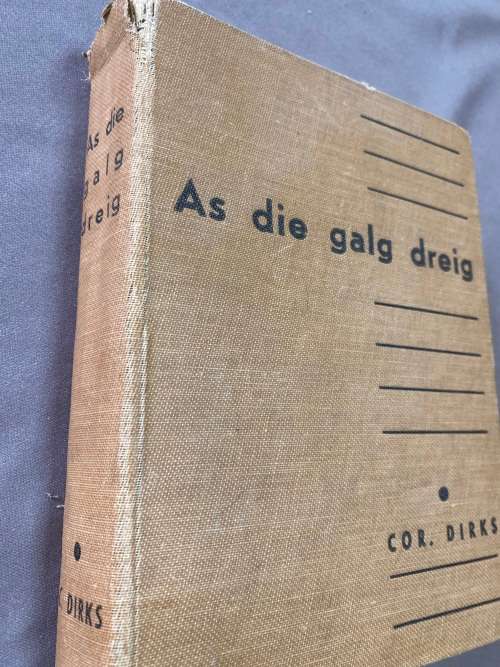 As die
galg
dreig
As die galg dreig
COR. DIRKS
DIRKS